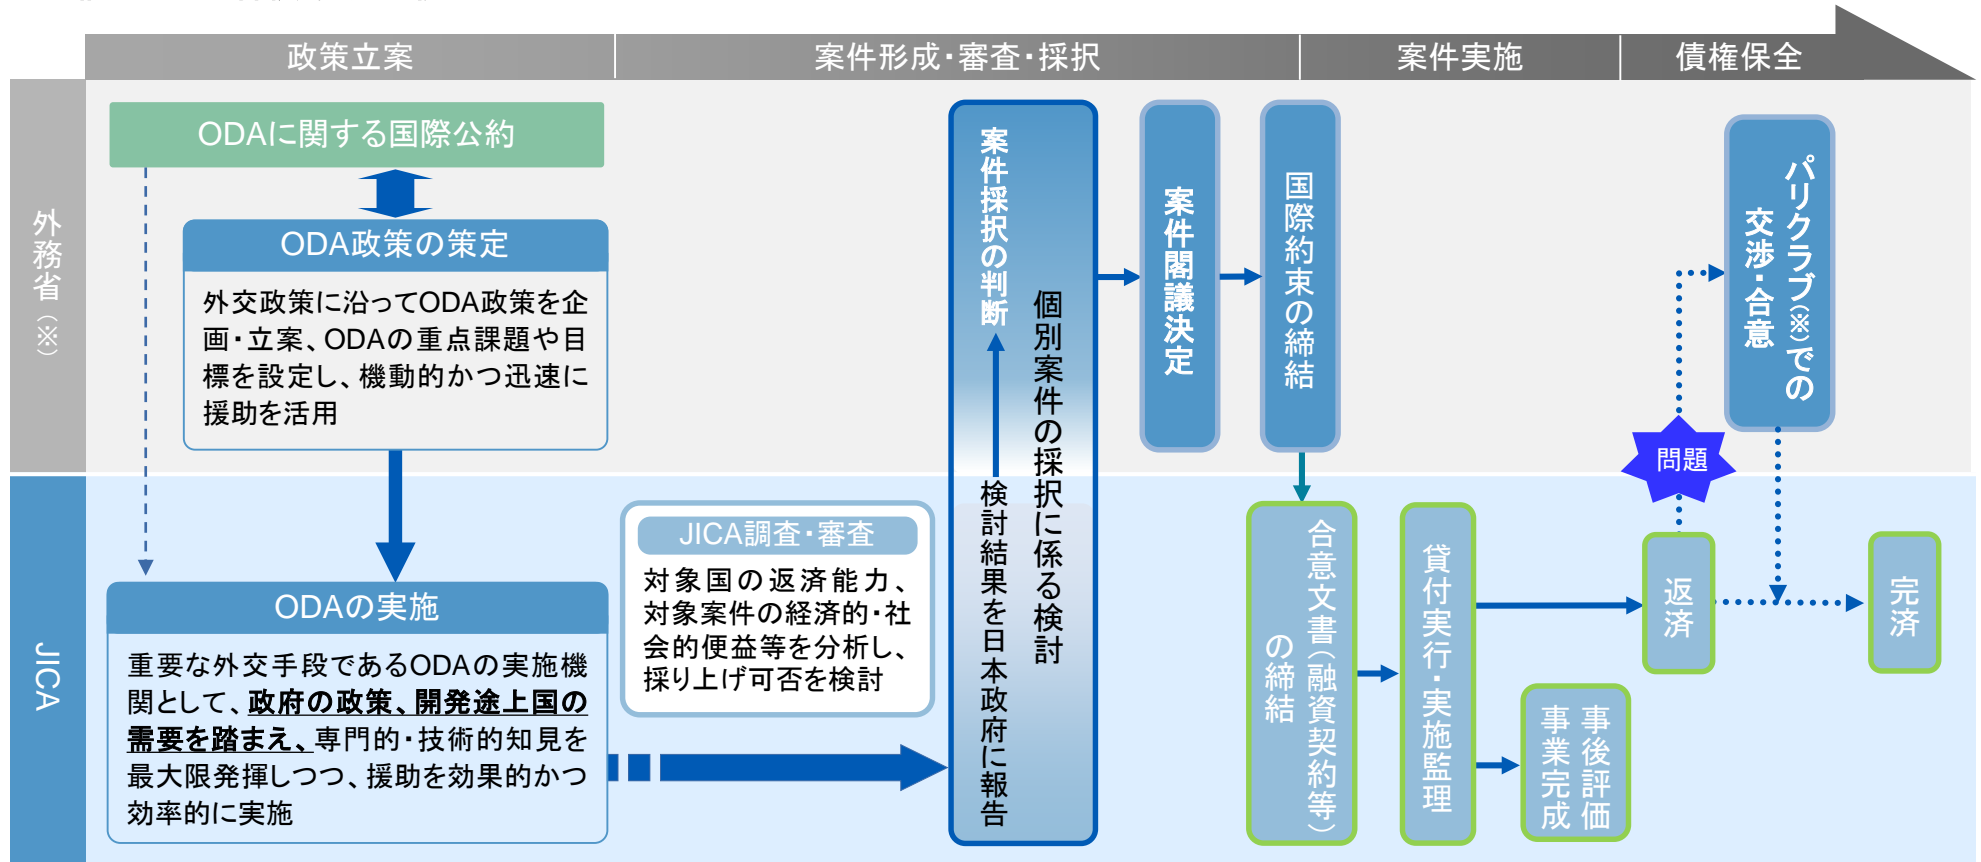 政策立案
案件形成・審査・採択
案件実施
債権保全
外務省（※）
JICA
ODAに関する国際公約
ODA政策の策定
外交政策に沿ってODA政策を企
画・立案、ODAの重点課題や目
標を設定し、機動的かつ迅速に
援助を活用
ODAの実施
重要な外交手段であるODAの実施機
関として、政府の政策、開発途上国の
需要を踏まえ、専門的・技術的知見を
最大限発揮しつつ、援助を効果的かつ
効率的に実施
JICA調査・審査
対象国の返済能力、
対象案件の経済的・社
会的便益等を分析し、
採り上げ可否を検討
個別案件の採択に係る検討
案件採択の判断
検討結果を日本政府に報告
案件閣議決定
国際約束の締結
合意文書（融資契約等）
の締結
貸付実行・実施監理
事後評価
事業完成
返済
問題
パリクラブ（※）での
交渉・合意
完済